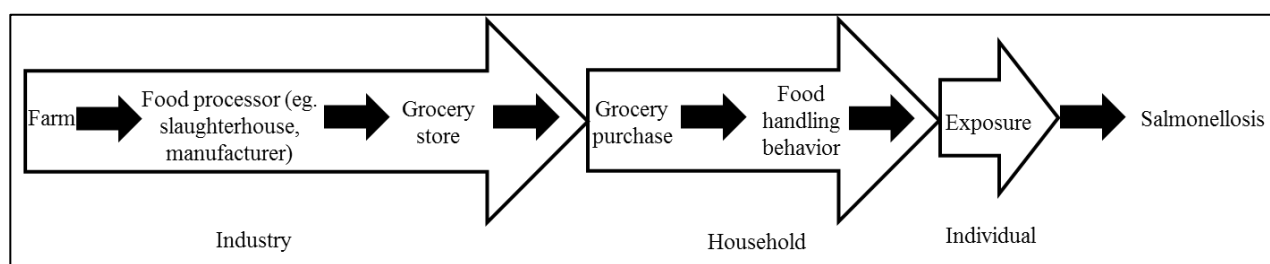 Farm
Food processor (eg.
slaughterhouse,
manufacturer)
Grocery
store
Grocery
purchase
Food
handling
behavior
Exposure
Salmonellosis
Industry
Household
Individual